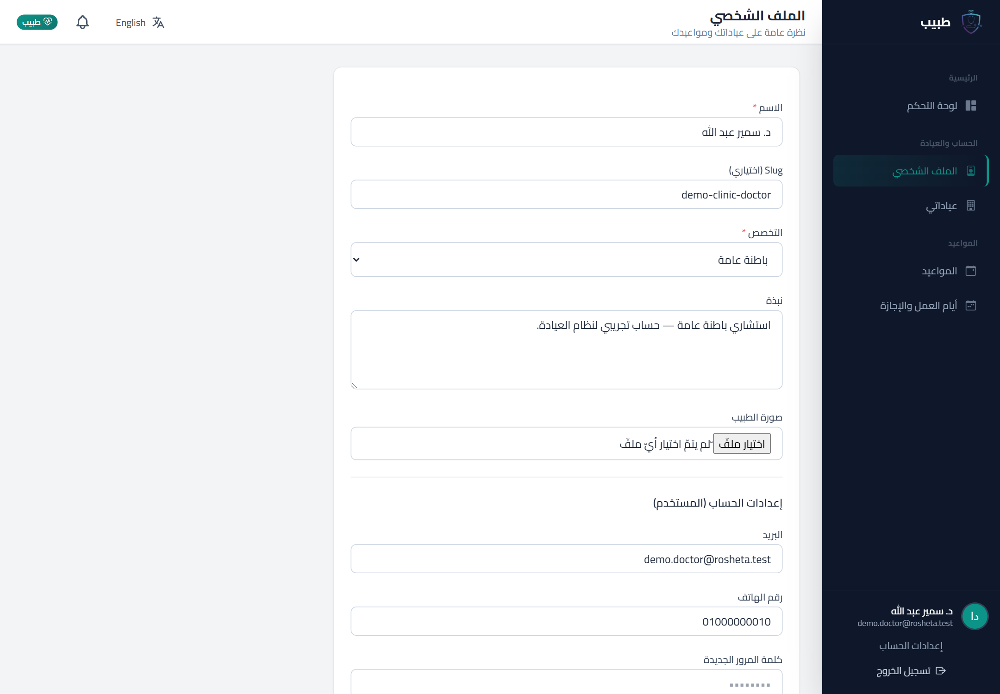 طبيب
الرئيسية
لوحة التحكم
الحساب والعيادة
الملف الشخصي
عياداتي
المواعيد
المواعيد
أيام العمل والإجازة
دا
د. سمير عبد الله
demo.doctor@rosheta.test
إعدادات الحساب
تسجيل الخروج
الملف الشخصي
نظرة عامة على عياداتك ومواعيدك
English
طبيب
الاسم *
د. سمير عبد الله
Slug (اختياري)
demo-clinic-doctor
التخصص *
باطنة عامة
نبذة
استشاري باطنة عامة — حساب تجريبي لنظام العيادة.
صورة الطبيب
اختيار ملفّ لم يتمّ اختيار أيّ ملفّ
إعدادات الحساب (المستخدم)
البريد
demo.doctor@rosheta.test
رقم الهاتف
01000000010
كلمة المرور الجديدة